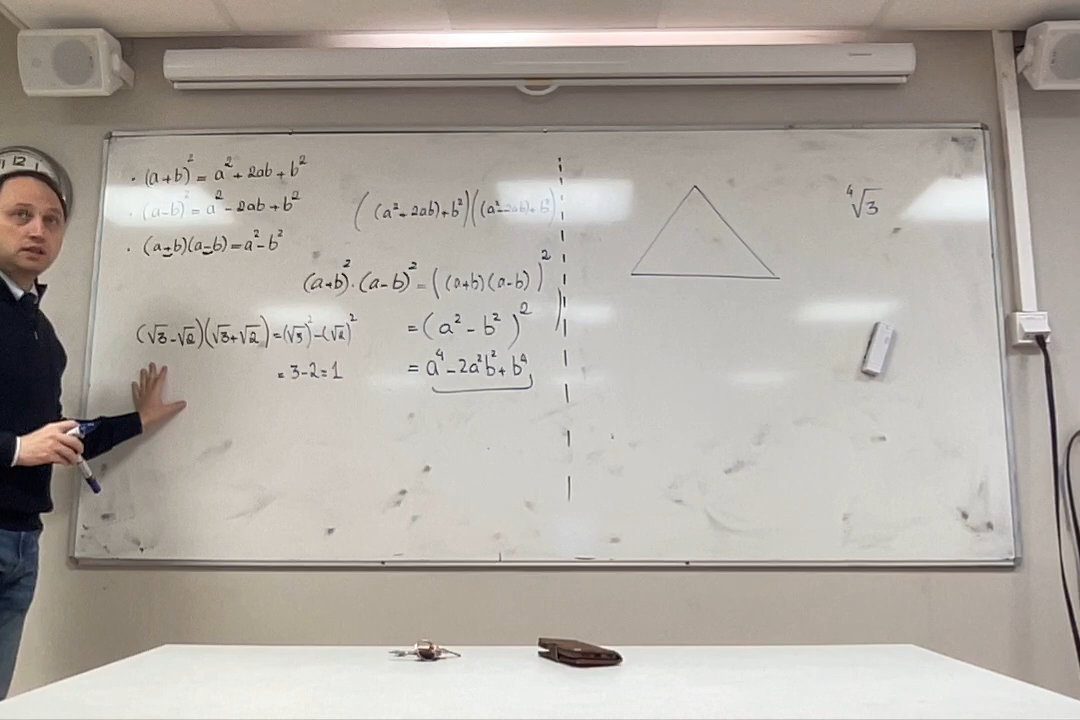 12 1
· (a+b)² = a² + 2ab + b²
· (a-b)² = a² - 2ab + b²
· (a+b)(a-b) = a² - b²
((a²+2ab)+b²)((a²-2ab)+b²)
(a+b)²·(a-b)² = ((a+b)(a-b))²
= (a² - b²)²
= a⁴ - 2a²b² + b⁴
(√3-√2)(√3+√2) = (√3)² - (√2)²
= 3-2=1
⁴√3